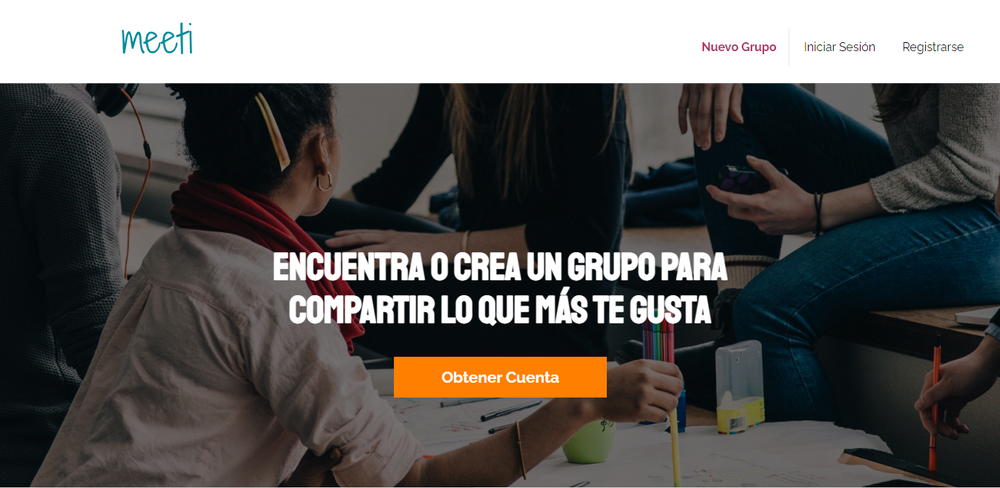 meeti
Nuevo Grupo
Iniciar Sesión
Registrarse
ENCUENTRA O CREA UN GRUPO PARA
COMPARTIR LO QUE MÁS TE GUSTA
Obtener Cuenta